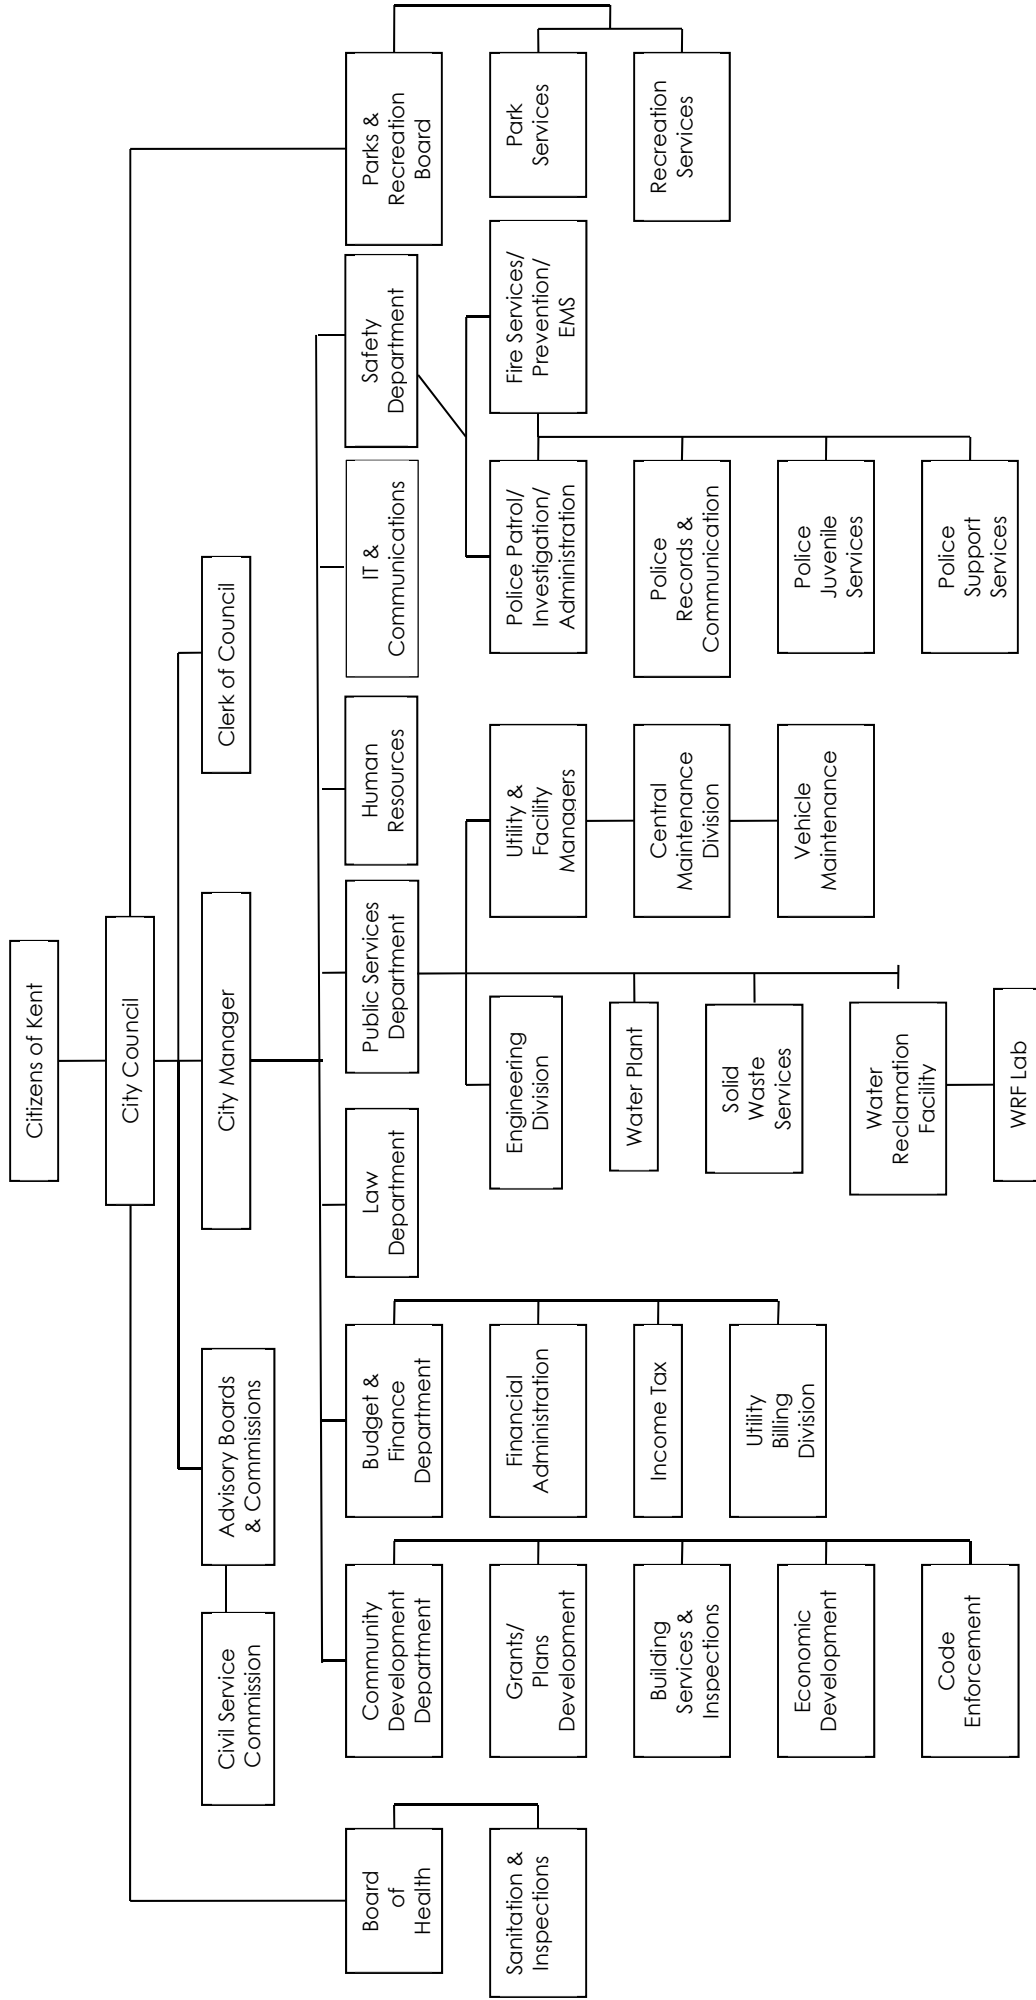 Citizens of Kent
City Council
Civil Service
Commission
Advisory Boards
& Commissions
City Manager
Clerk of Council
Board
of
Health
Community
Development
Department
Budget &
Finance
Department
Law
Department
Public Services
Department
Human
Resources
IT &
Communications
Safety
Department
Parks &
Recreation
Board
Sanitation &
Inspections
Grants/
Plans
Development
Financial
Administration
Engineering
Division
Utility &
Facility
Managers
Police Patrol/
Investigation/
Administration
Fire Services/
Prevention/
EMS
Park
Services
Building
Services &
Inspections
Income Tax
Water Plant
Central
Maintenance
Division
Police
Records &
Communication
Recreation
Services
Economic
Development
Utility
Billing
Division
Solid
Waste
Services
Vehicle
Maintenance
Police
Juvenile
Services
Code
Enforcement
Water
Reclamation
Facility
Police
Support
Services
WRF Lab